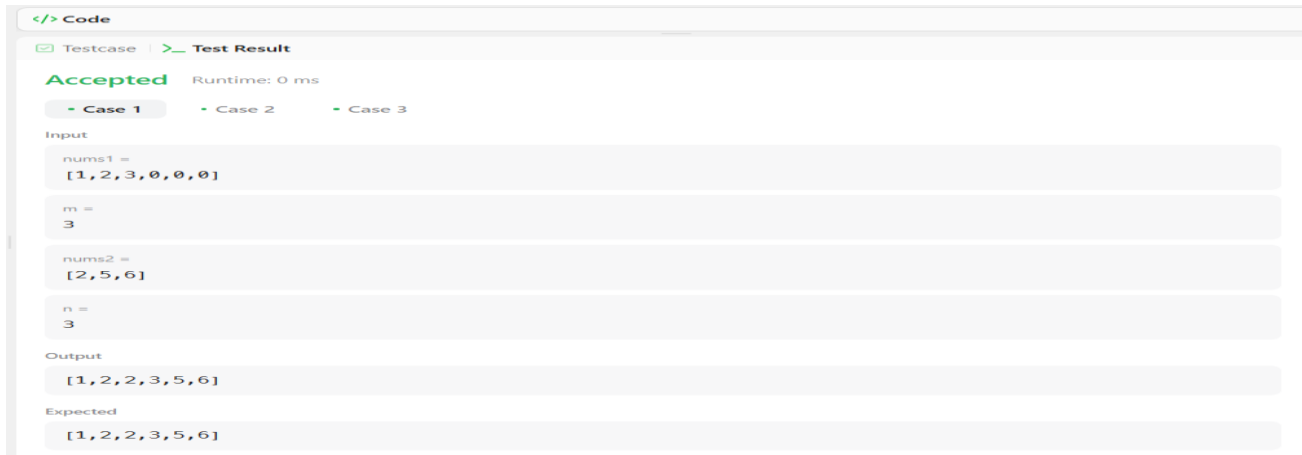 </> Code
Testcase >_ Test Result
Accepted Runtime: 0 ms
• Case 1 • Case 2 • Case 3
Input
nums1 =
[1,2,3,0,0,0]
m =
3
nums2 =
[2,5,6]
n =
3
Output
[1,2,2,3,5,6]
Expected
[1,2,2,3,5,6]